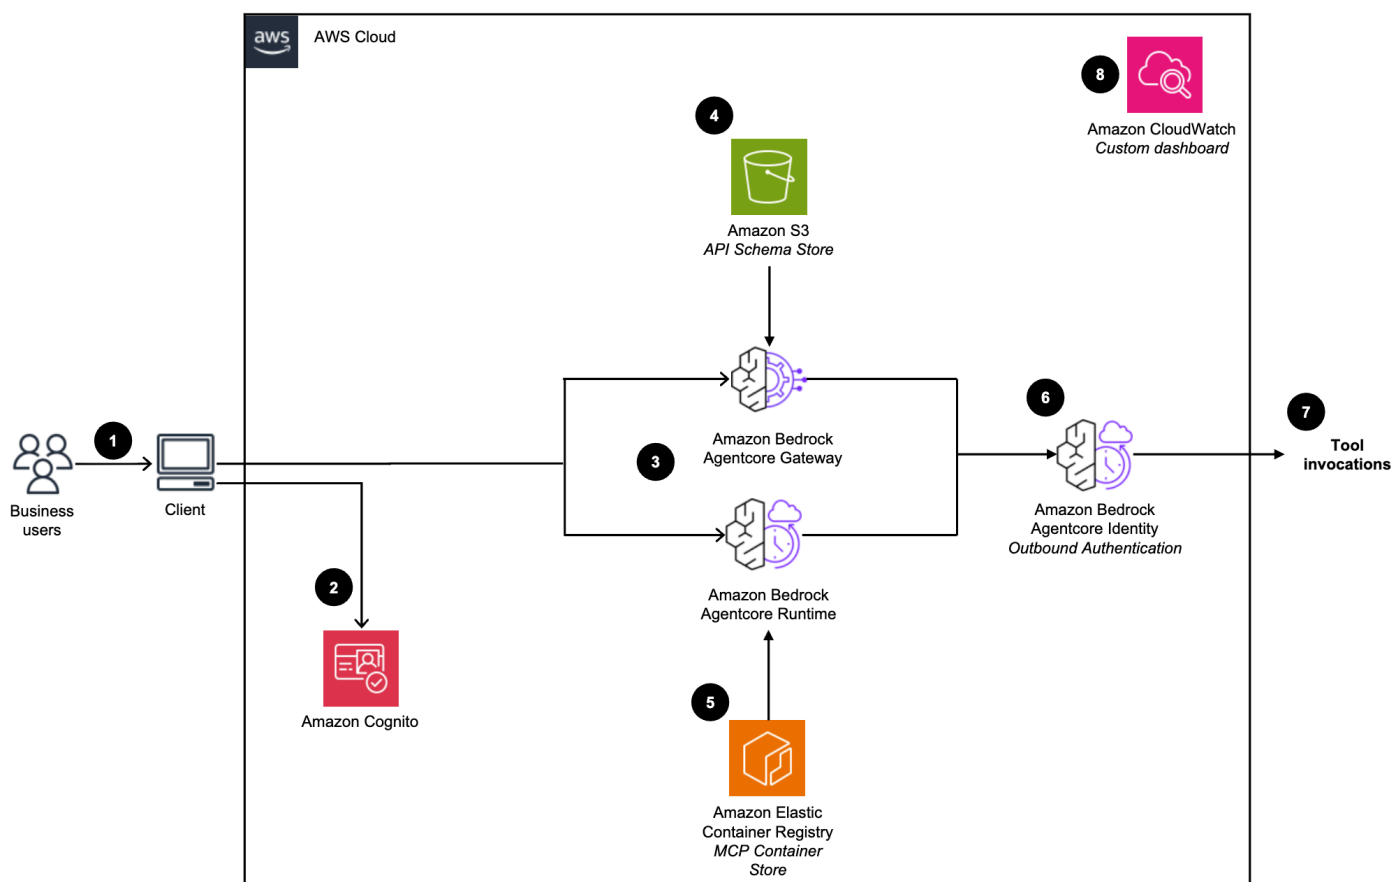 aws
AWS Cloud
8
Amazon CloudWatch
Custom dashboard
4
Amazon S3
API Schema Store
1
Business
users
Client
3
Amazon Bedrock
Agentcore Gateway
6
Amazon Bedrock
Agentcore Identity
Outbound Authentication
7
Tool
invocations
2
Amazon Cognito
Amazon Bedrock
Agentcore Runtime
5
Amazon Elastic
Container Registry
MCP Container
Store